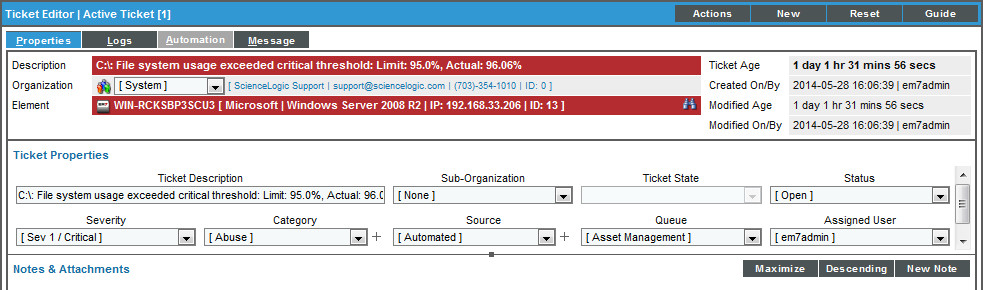 Ticket Editor | Active Ticket [1] Actions New Reset Guide
Properties Logs Automation Message
Description C:\: File system usage exceeded critical threshold: Limit: 95.0%, Actual: 96.06% Ticket Age 1 day 1 hr 31 mins 56 secs
Organization [ System ] [ ScienceLogic Support | support@sciencelogic.com | (703)-354-1010 | ID: 0 ] Created On/By 2014-05-28 16:06:39 | em7admin
Element WIN-RCKSBP3SCU3 [ Microsoft | Windows Server 2008 R2 | IP: 192.168.33.206 | ID: 13 ] Modified Age 1 day 1 hr 31 mins 56 secs
Modified On/By 2014-05-28 16:06:39 | em7admin
Ticket Properties
Ticket Description Sub-Organization Ticket State Status
C:\: File system usage exceeded critical threshold: Limit: 95.0%, Actual: 96.0 [ None ] [ Open ]
Severity Category Source Queue Assigned User
[ Sev 1 / Critical ] [ Abuse ] + [ Automated ] + [ Asset Management ] [ em7admin ]
Notes & Attachments Maximize Descending New Note